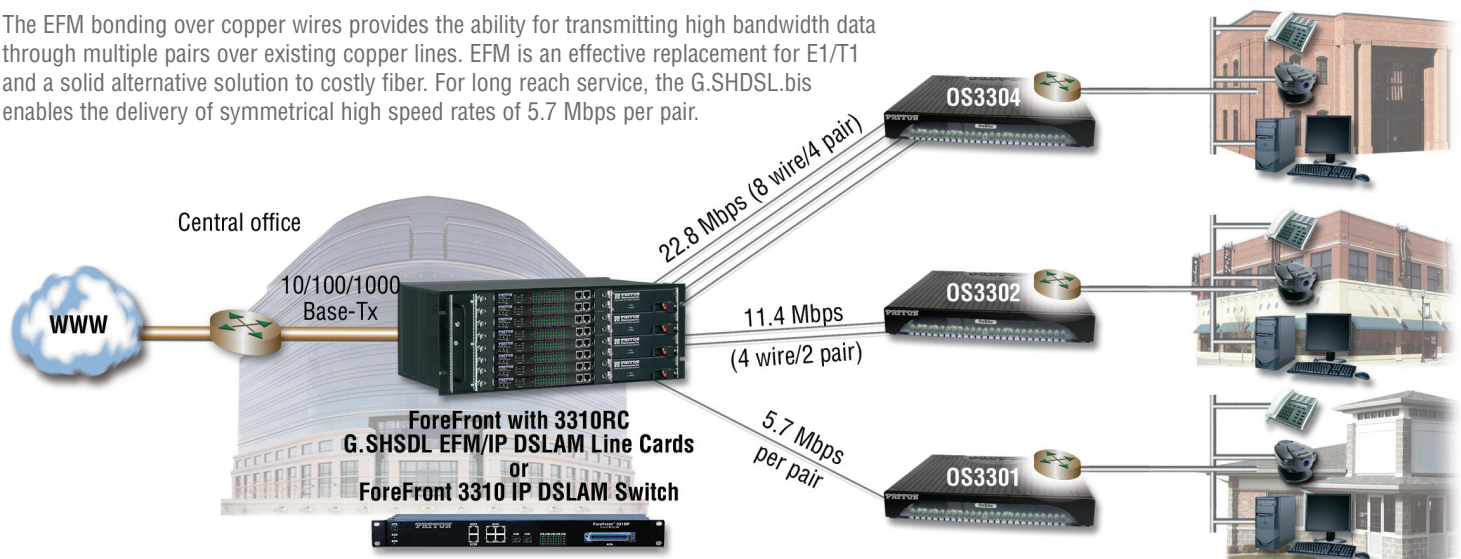 The EFM bonding over copper wires provides the ability for transmitting high bandwidth data
through multiple pairs over existing copper lines. EFM is an effective replacement for E1/T1
and a solid alternative solution to costly fiber. For long reach service, the G.SHDSL.bis
enables the delivery of symmetrical high speed rates of 5.7 Mbps per pair.
Central office
WWW
10/100/1000
Base-Tx
ForeFront with 3310RC
G.SHSDL EFM/IP DSLAM Line Cards
or
ForeFront 3310 IP DSLAM Switch
PATTON
ForeFront 3310P
22.8 Mbps (8 wire/4 pair)
OS3304
PATTON
11.4 Mbps
(4 wire/2 pair)
OS3302
PATTON
5.7 Mbps
per pair
OS3301
PATTON